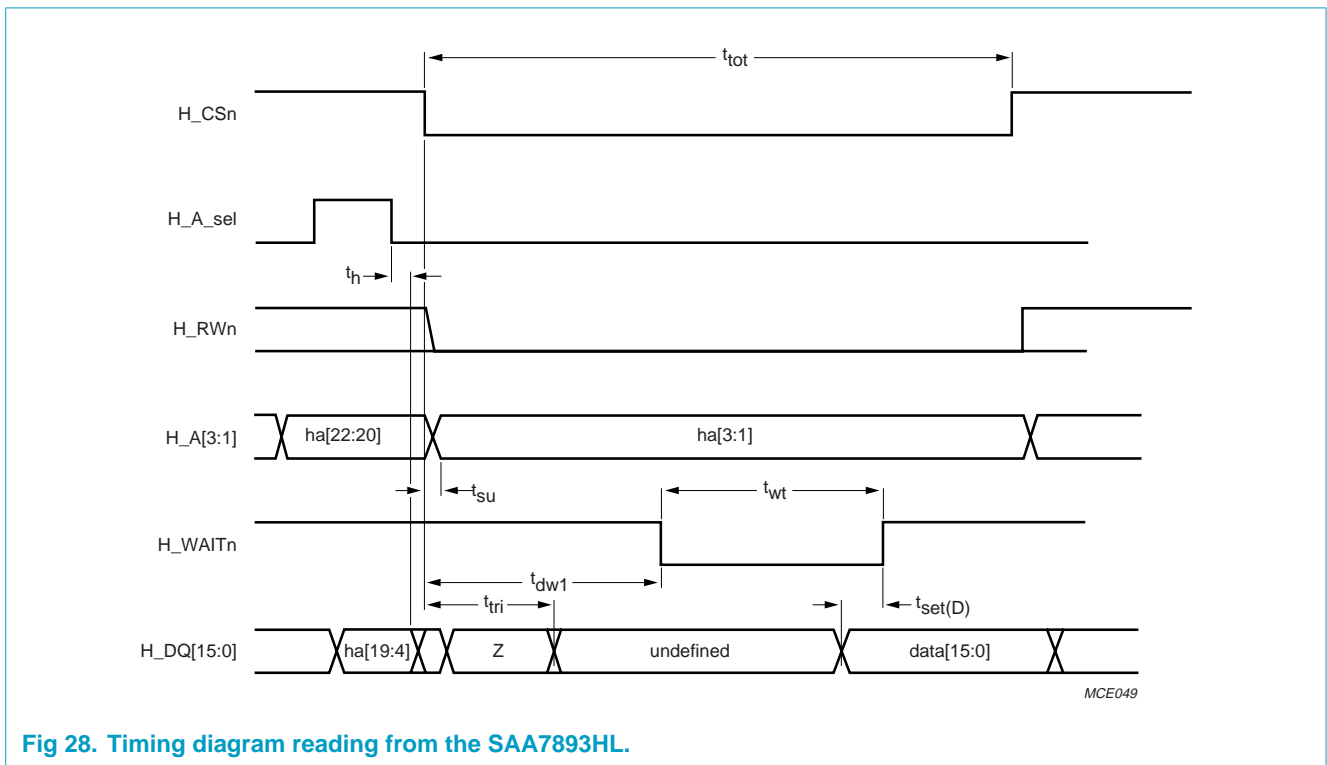 t_tot
H_CSn
H_A_sel
t_h
H_RWn
H_A[3:1]
ha[22:20]
ha[3:1]
t_su
t_wt
H_WAITn
t_dw1
t_tri
t_set(D)
H_DQ[15:0]
ha[19:4]
Z
undefined
data[15:0]
MCE049
Fig 28. Timing diagram reading from the SAA7893HL.